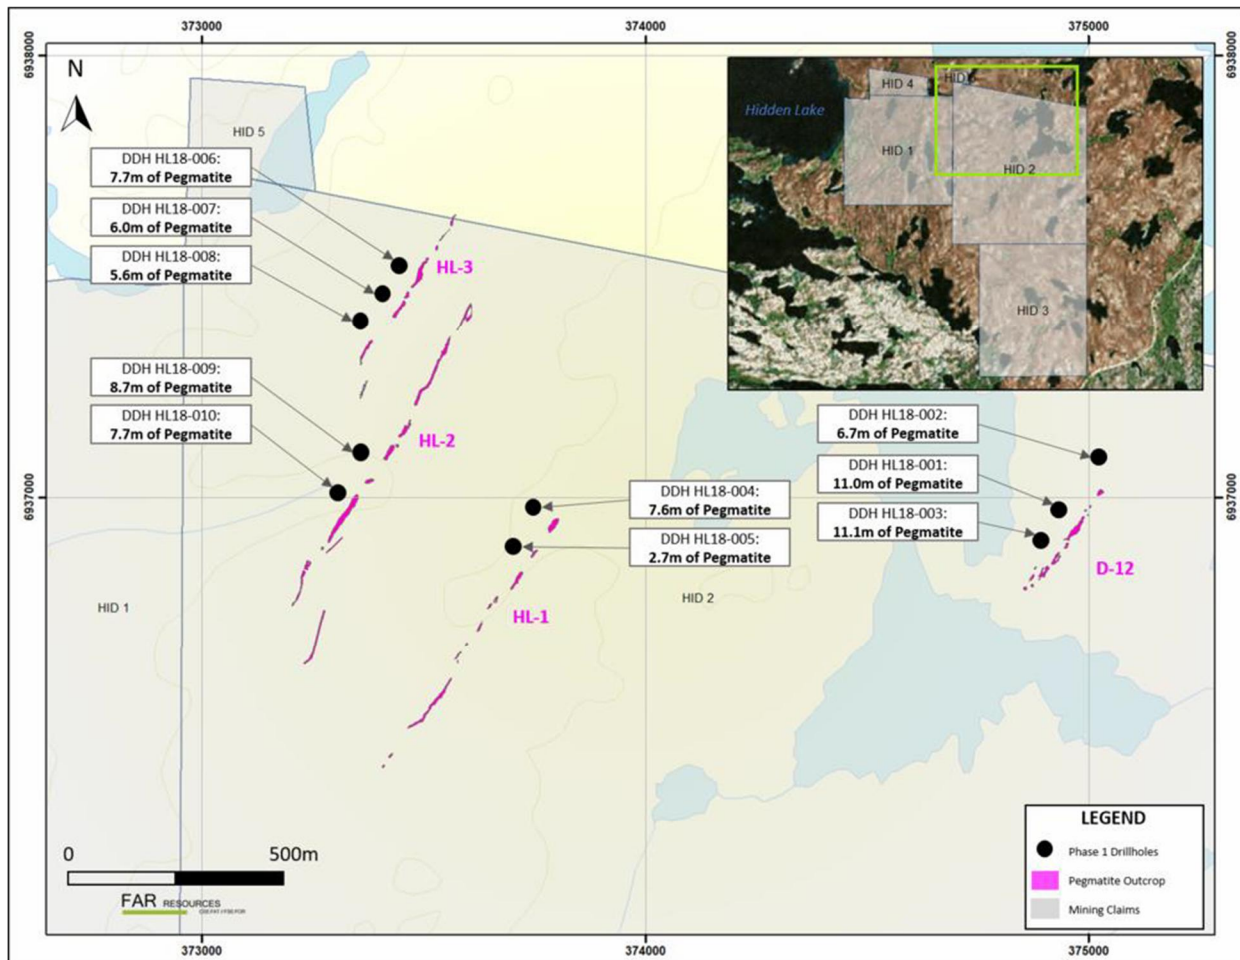 373000
374000
375000
6938000
6938000
N
HID 5
DDH HL18-006:
7.7m of Pegmatite
DDH HL18-007:
6.0m of Pegmatite
DDH HL18-008:
5.6m of Pegmatite
HL-3
HID 4
Hidden Lake
HID 1
HID 2
HID 3
DDH HL18-009:
8.7m of Pegmatite
DDH HL18-010:
7.7m of Pegmatite
HL-2
DDH HL18-002:
6.7m of Pegmatite
DDH HL18-001:
11.0m of Pegmatite
DDH HL18-003:
11.1m of Pegmatite
DDH HL18-004:
7.6m of Pegmatite
DDH HL18-005:
2.7m of Pegmatite
6937000
6937000
D-12
HID 1
HL-1
HID 2
0 500m
FAR RESOURCES
LEGEND
Phase 1 Drillholes
Pegmatite Outcrop
Mining Claims
373000
374000
375000